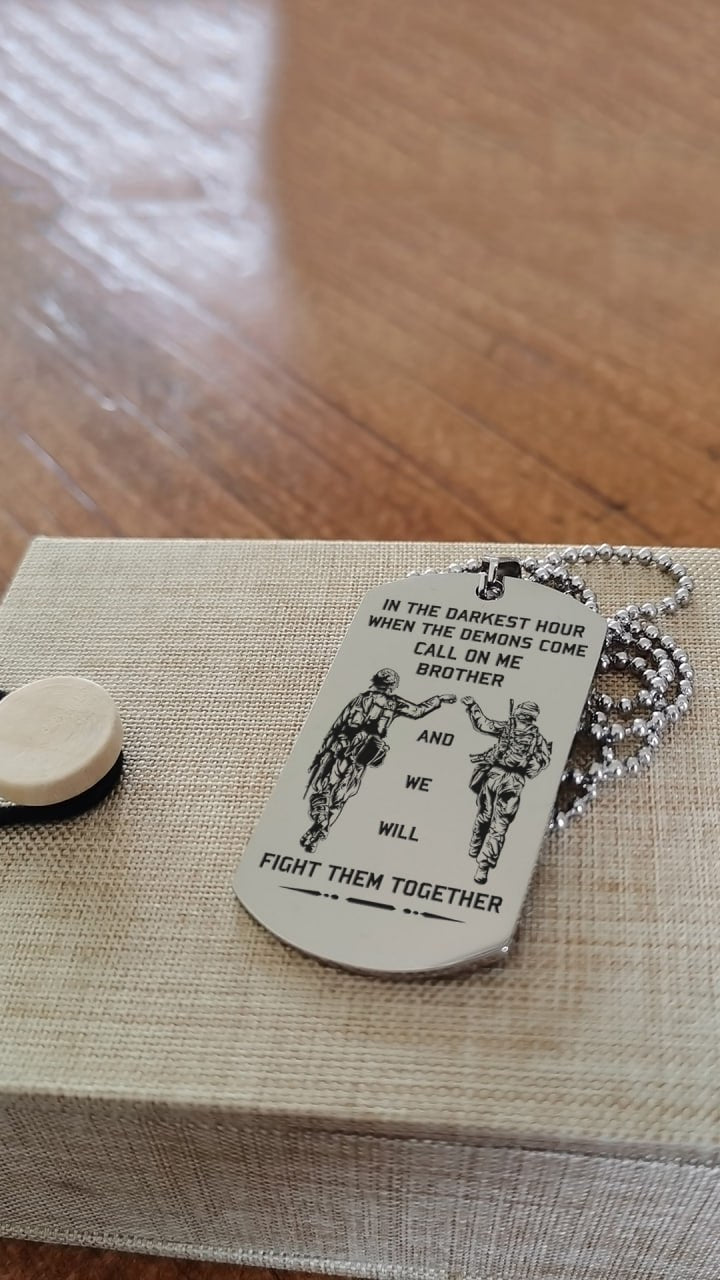 IN THE DARKEST HOUR
WHEN THE DEMONS COME
CALL ON ME
BROTHER
AND
WE
WILL
FIGHT THEM TOGETHER